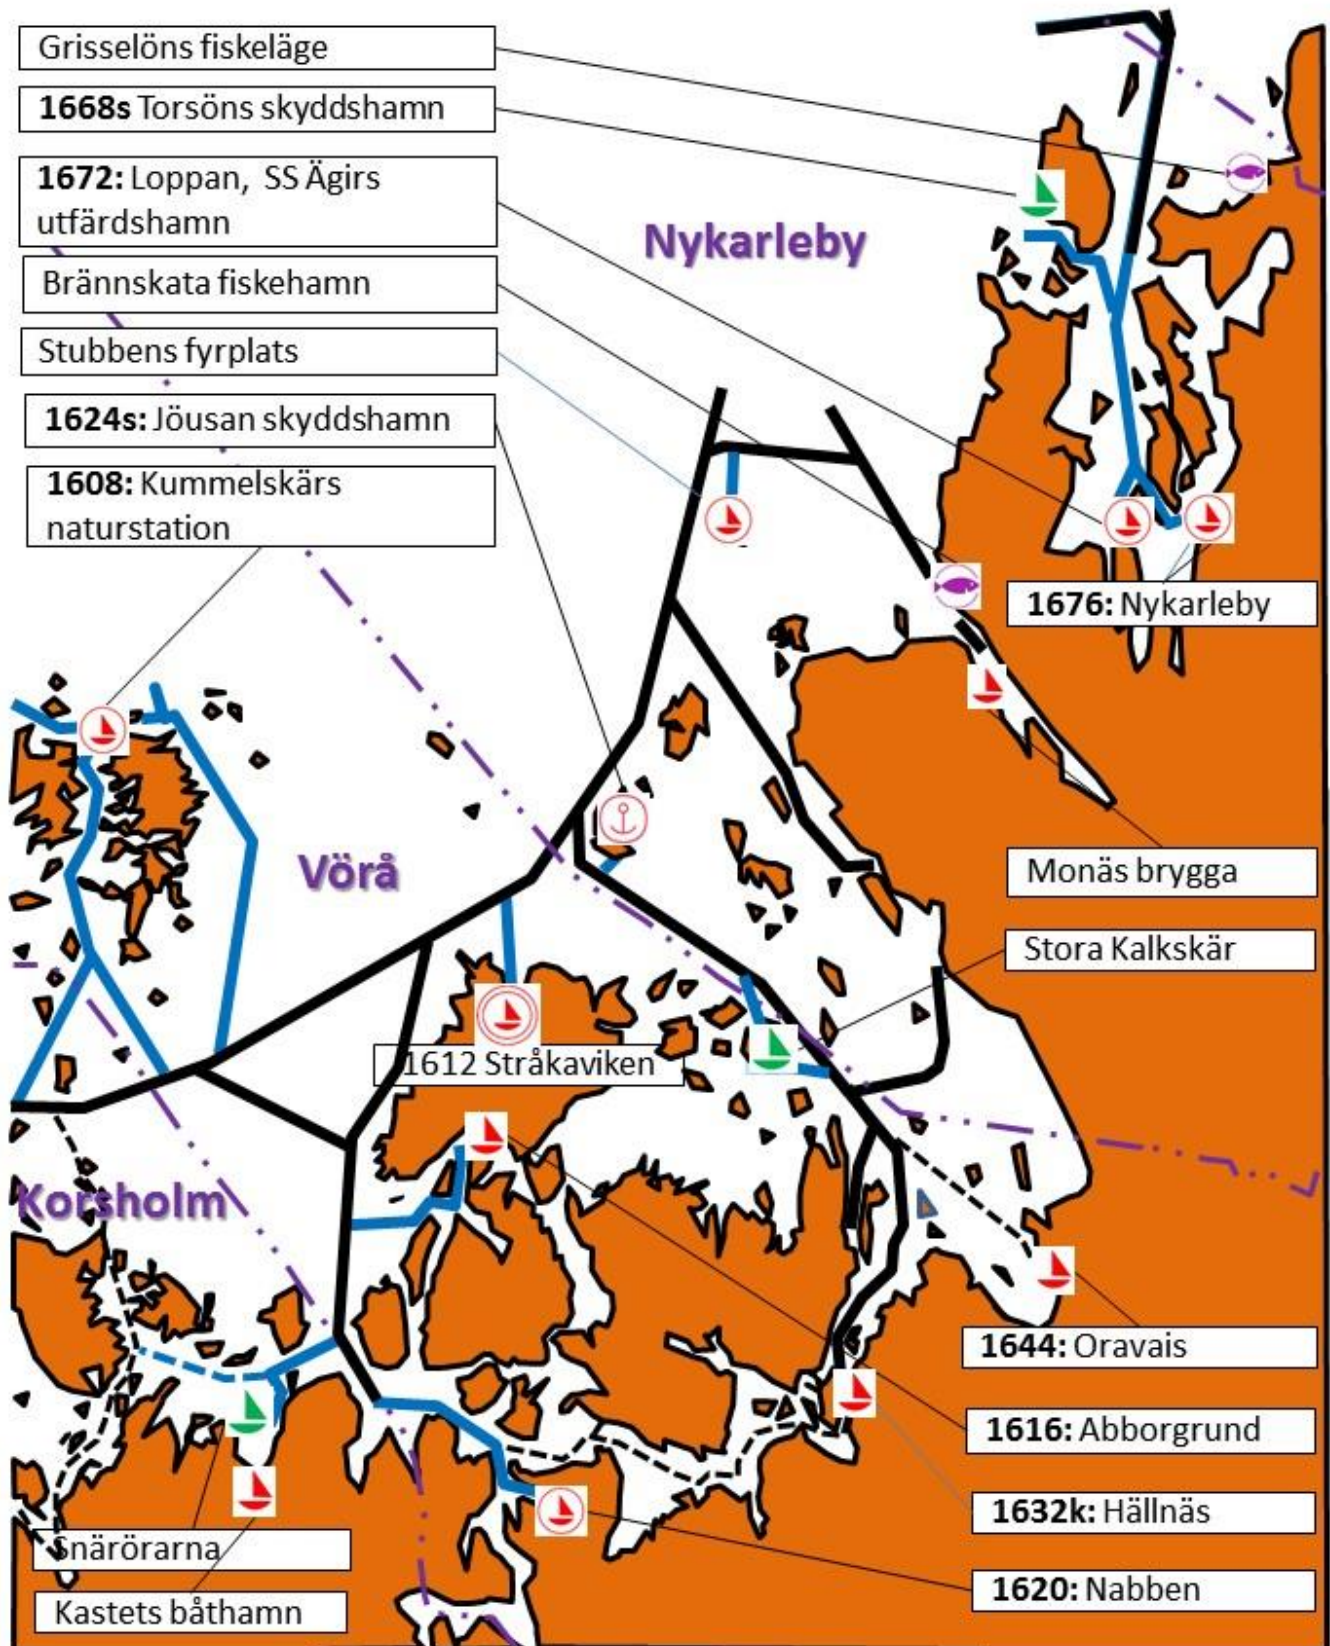 Grisselöns fiskeläge
1668s Torsöns skyddshamn
1672: Loppan, SS Ägirs
utfärdshamn
Nykarleby
Brännskata fiskehamn
Stubbens fyrplats
1624s: Jöusan skyddshamn
1608: Kummelskärs
naturstation
1676: Nykarleby
Vörå
Monäs brygga
Stora Kalkskär
1612 Stråkaviken
Korsholm
1644: Oravais
1616: Abborgrund
1632k: Hällnäs
Snärörarna
1620: Nabben
Kastets båthamn